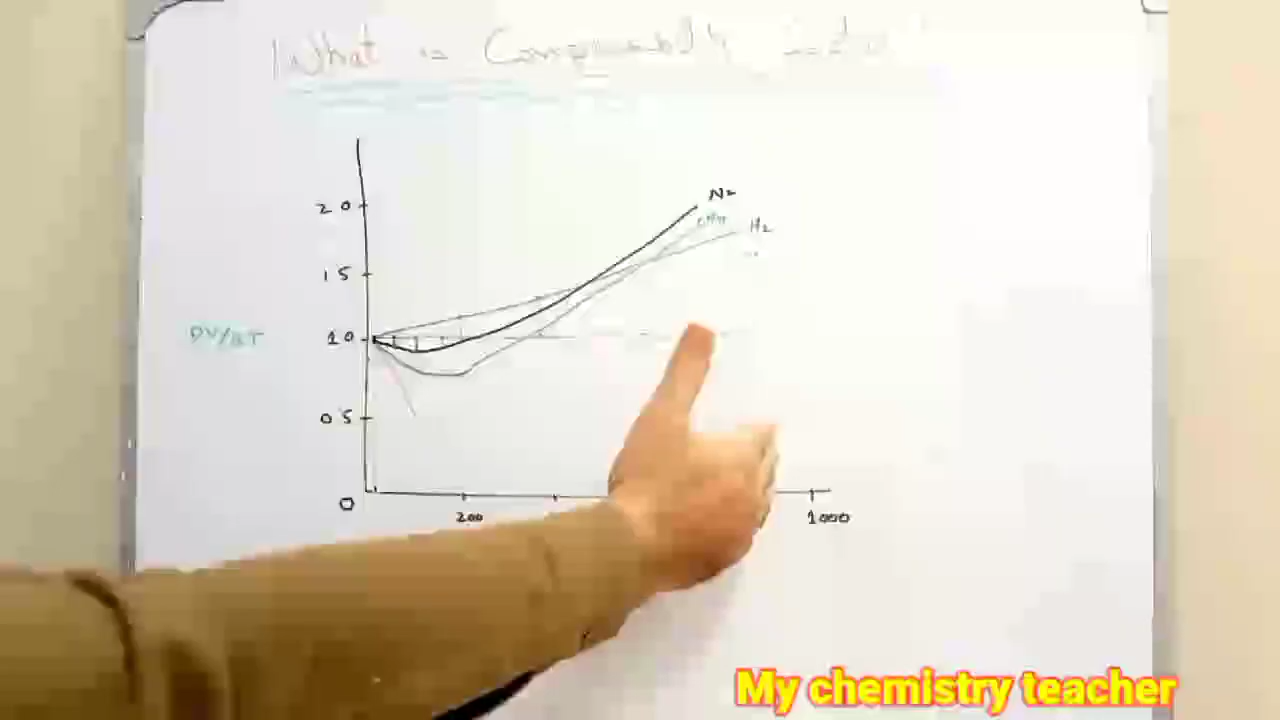 What is
N2
CH4
H2
2 0
1 5
PV/RT
1 0
0 5
0
200
1000
My chemistry teacher